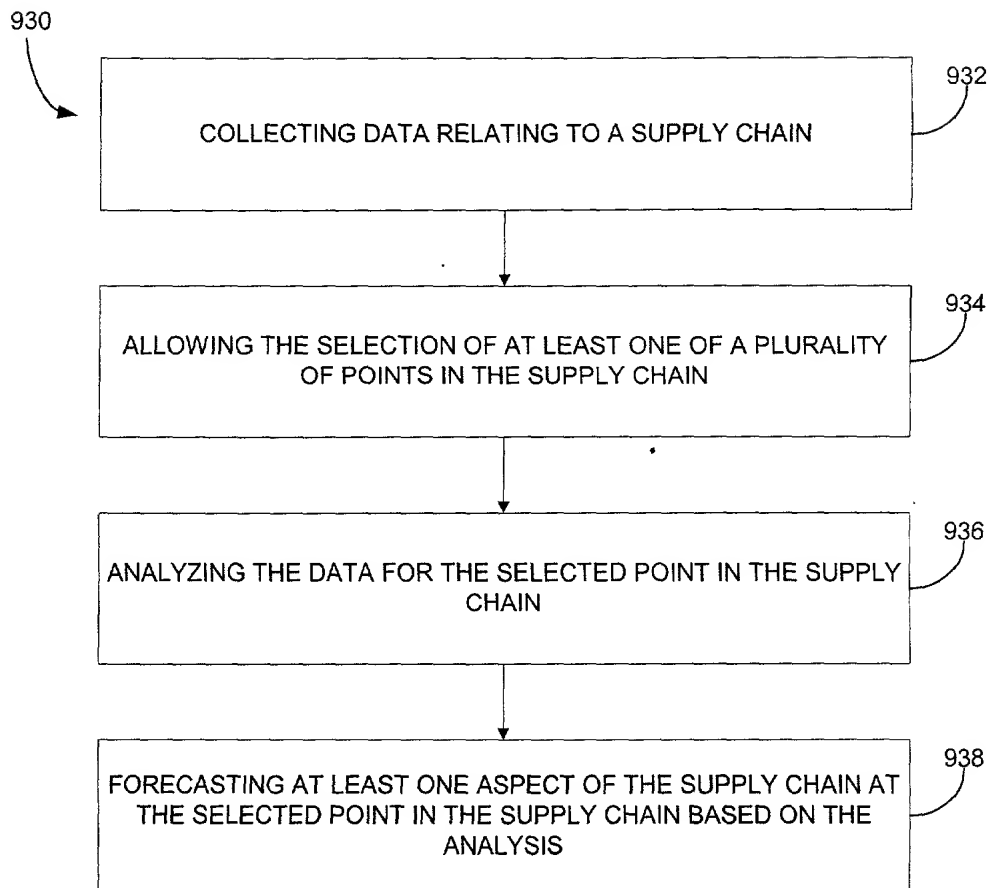 930
932
COLLECTING DATA RELATING TO A SUPPLY CHAIN
934
ALLOWING THE SELECTION OF AT LEAST ONE OF A PLURALITY
OF POINTS IN THE SUPPLY CHAIN
936
ANALYZING THE DATA FOR THE SELECTED POINT IN THE SUPPLY
CHAIN
938
FORECASTING AT LEAST ONE ASPECT OF THE SUPPLY CHAIN AT
THE SELECTED POINT IN THE SUPPLY CHAIN BASED ON THE
ANALYSIS